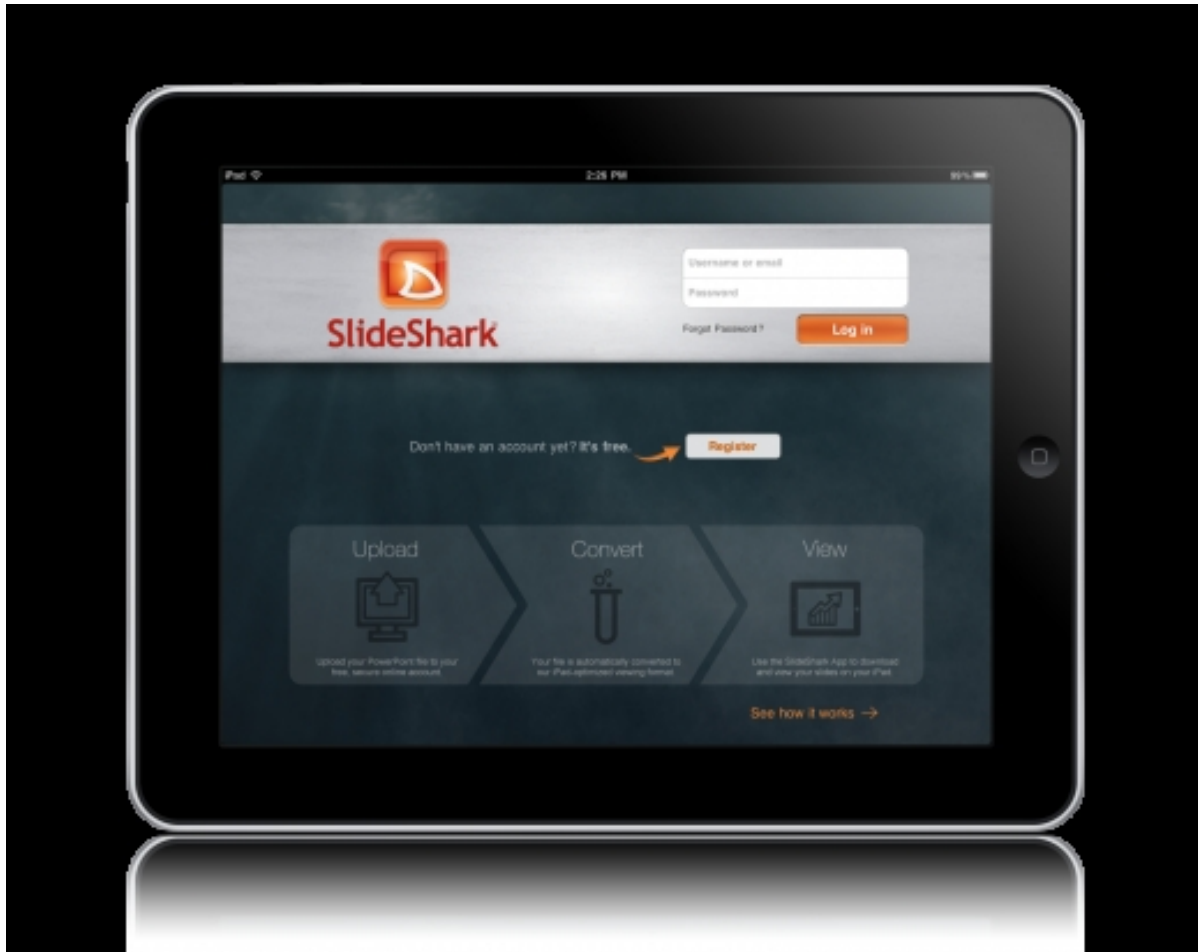 iPad
2:25 PM
99%
SlideShark
Username or email
Password
Forgot Password?
Log in
Don't have an account yet? It's free.
Register
Upload
Convert
View
Upload your PowerPoint file to your
free, secure online account.
Your file is automatically converted to
our iPad-optimized viewing format.
Use the SlideShark App to download
and view your slides on your iPad.
See how it works